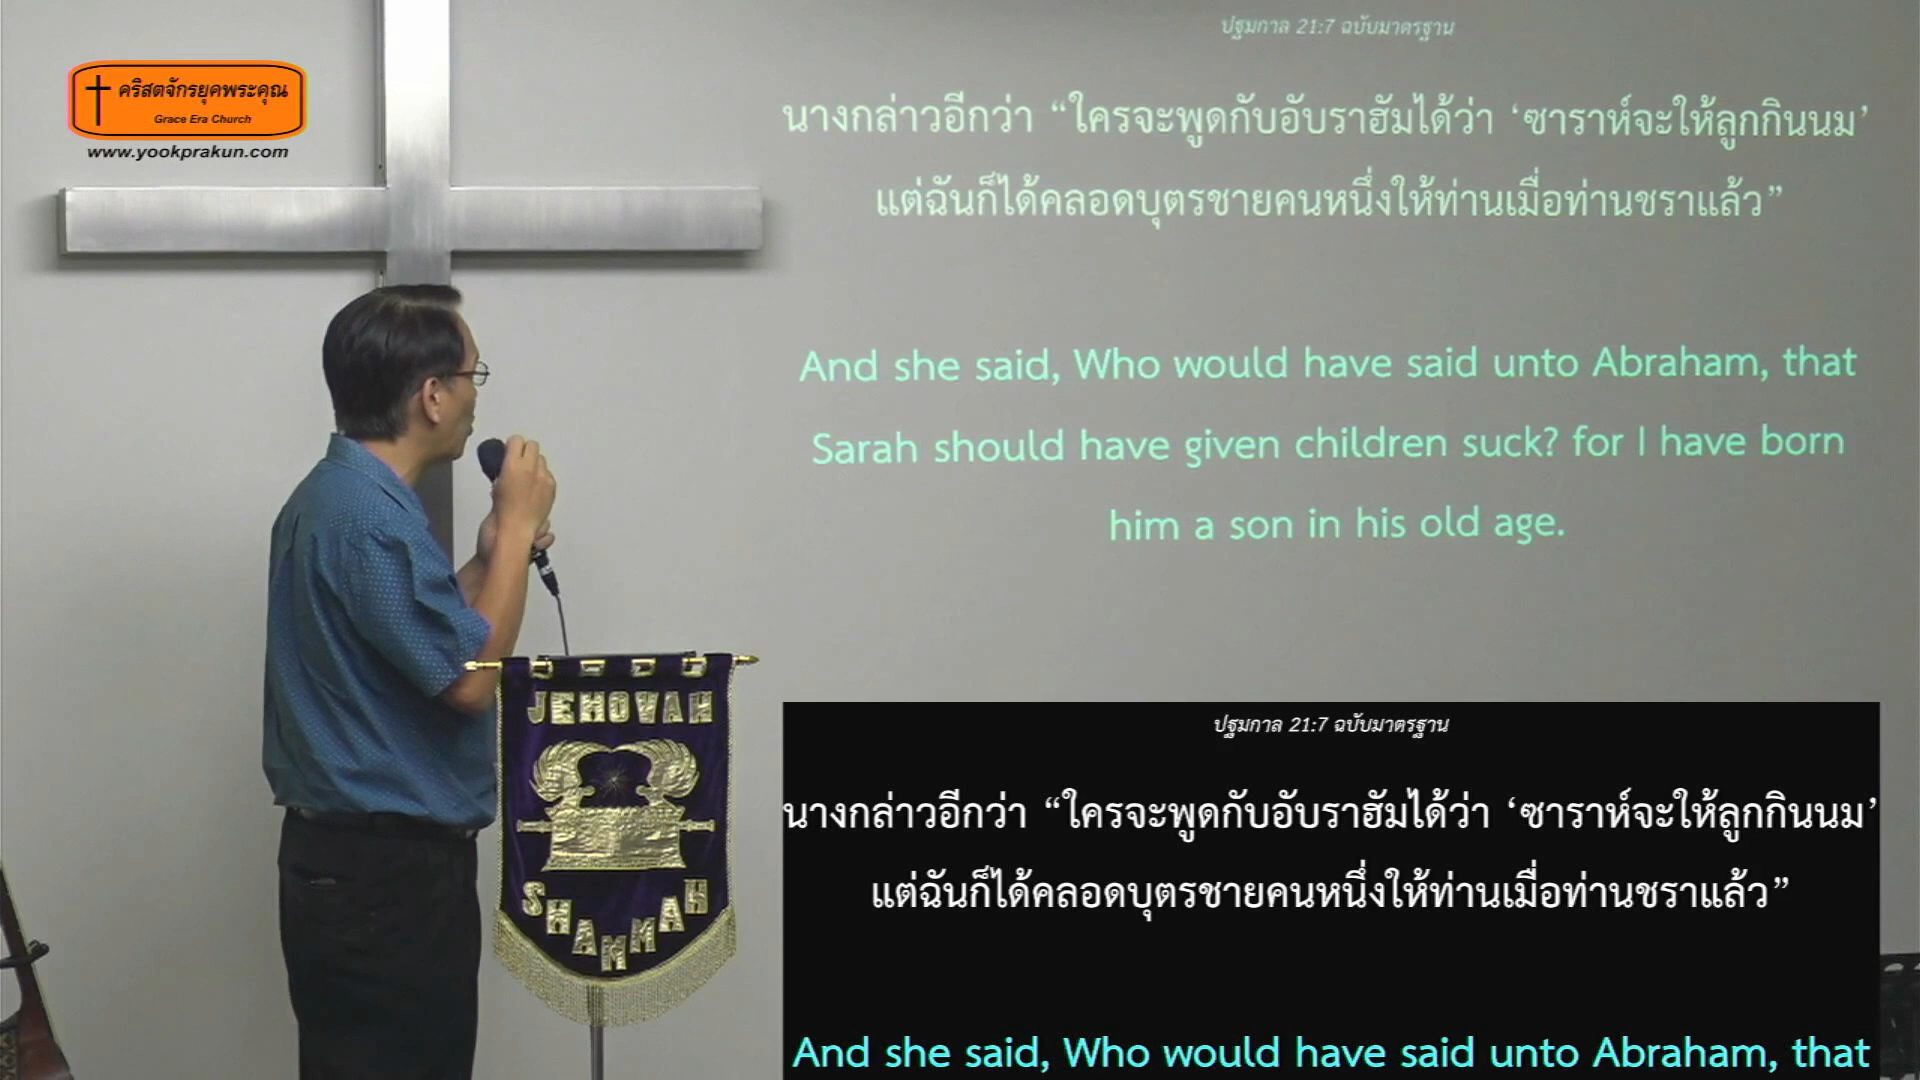 คริสตจักรยุคพระคุณ
Grace Era Church
www.yookprakun.com
ปฐมกาล 21:7 ฉบับมาตรฐาน
นางกล่าวอีกว่า “ใครจะพูดกับอับราฮัมได้ว่า ‘ซาราห์จะให้ลูกกินนม’
แต่ฉันก็ได้คลอดบุตรชายคนหนึ่งให้ท่านเมื่อท่านชราแล้ว”
And she said, Who would have said unto Abraham, that
Sarah should have given children suck? for I have born
him a son in his old age.
JEHOVAH
SHAMMAH
ปฐมกาล 21:7 ฉบับมาตรฐาน
นางกล่าวอีกว่า “ใครจะพูดกับอับราฮัมได้ว่า ‘ซาราห์จะให้ลูกกินนม’
แต่ฉันก็ได้คลอดบุตรชายคนหนึ่งให้ท่านเมื่อท่านชราแล้ว”
And she said, Who would have said unto Abraham, that